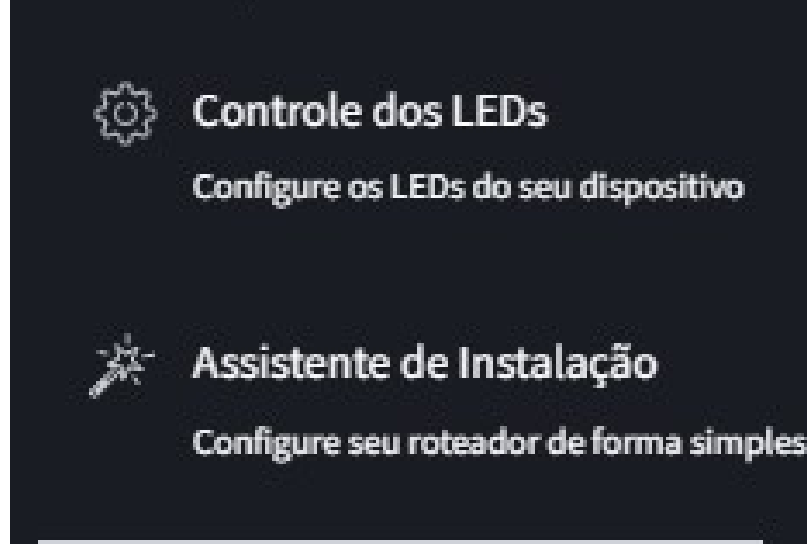 Controle dos LEDs
Configure os LEDs do seu dispositivo
Assistente de Instalação
Configure seu roteador de forma simples